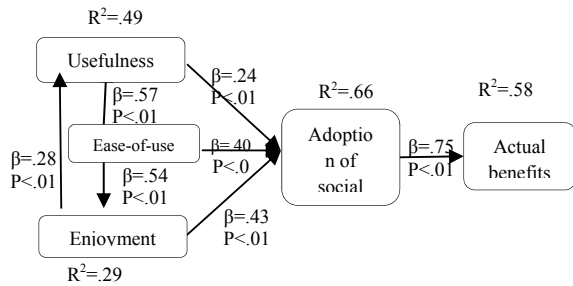 R²=.49
Usefulness
β=.57
P<.01
β=.24
P<.01
R²=.66
R²=.58
Ease-of-use
β=.40
P<.0
Adoptio
n of
social
β=.75
P<.01
Actual
benefits
β=.28
P<.01
β=.54
P<.01
β=.43
P<.01
Enjoyment
R²=.29